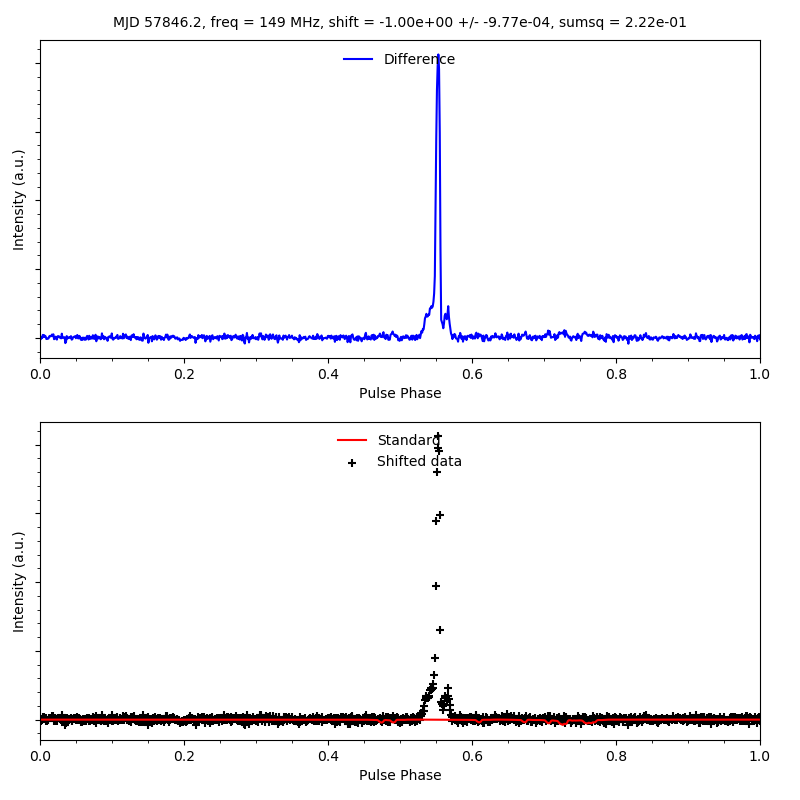 MJD 57846.2, freq = 149 MHz, shift = -1.00e+00 +/- -9.77e-04, sumsq = 2.22e-01
Difference
Intensity (a.u.)
0.0 0.2 0.4 0.6 0.8 1.0
Pulse Phase
Standard
Shifted data
Intensity (a.u.)
0.0 0.2 0.4 0.6 0.8 1.0
Pulse Phase